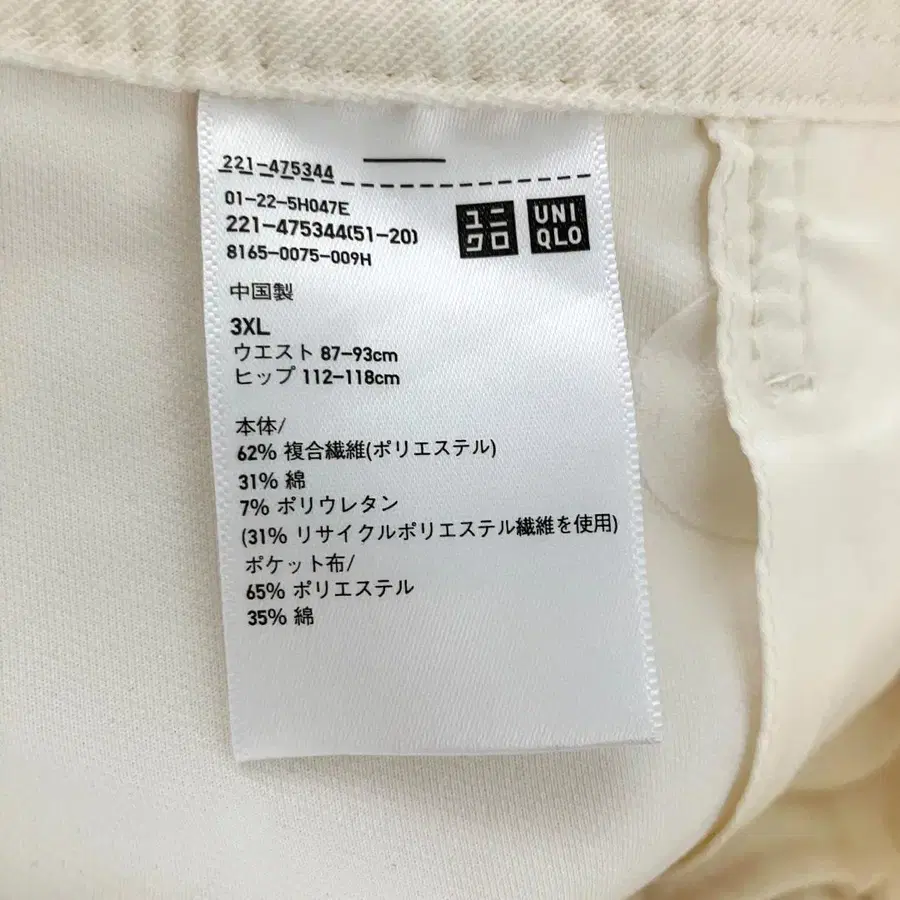 221-475344
01-22-5H047E
221-475344(51-20)
8165-0075-009H
ユニ
クロ
UNI
QLO
中国製
3XL
ウエスト 87-93cm
ヒップ 112-118cm
本体/
62% 複合繊維(ポリエステル)
31% 綿
7% ポリウレタン
(31% リサイクルポリエステル繊維を使用)
ポケット布/
65% ポリエステル
35% 綿